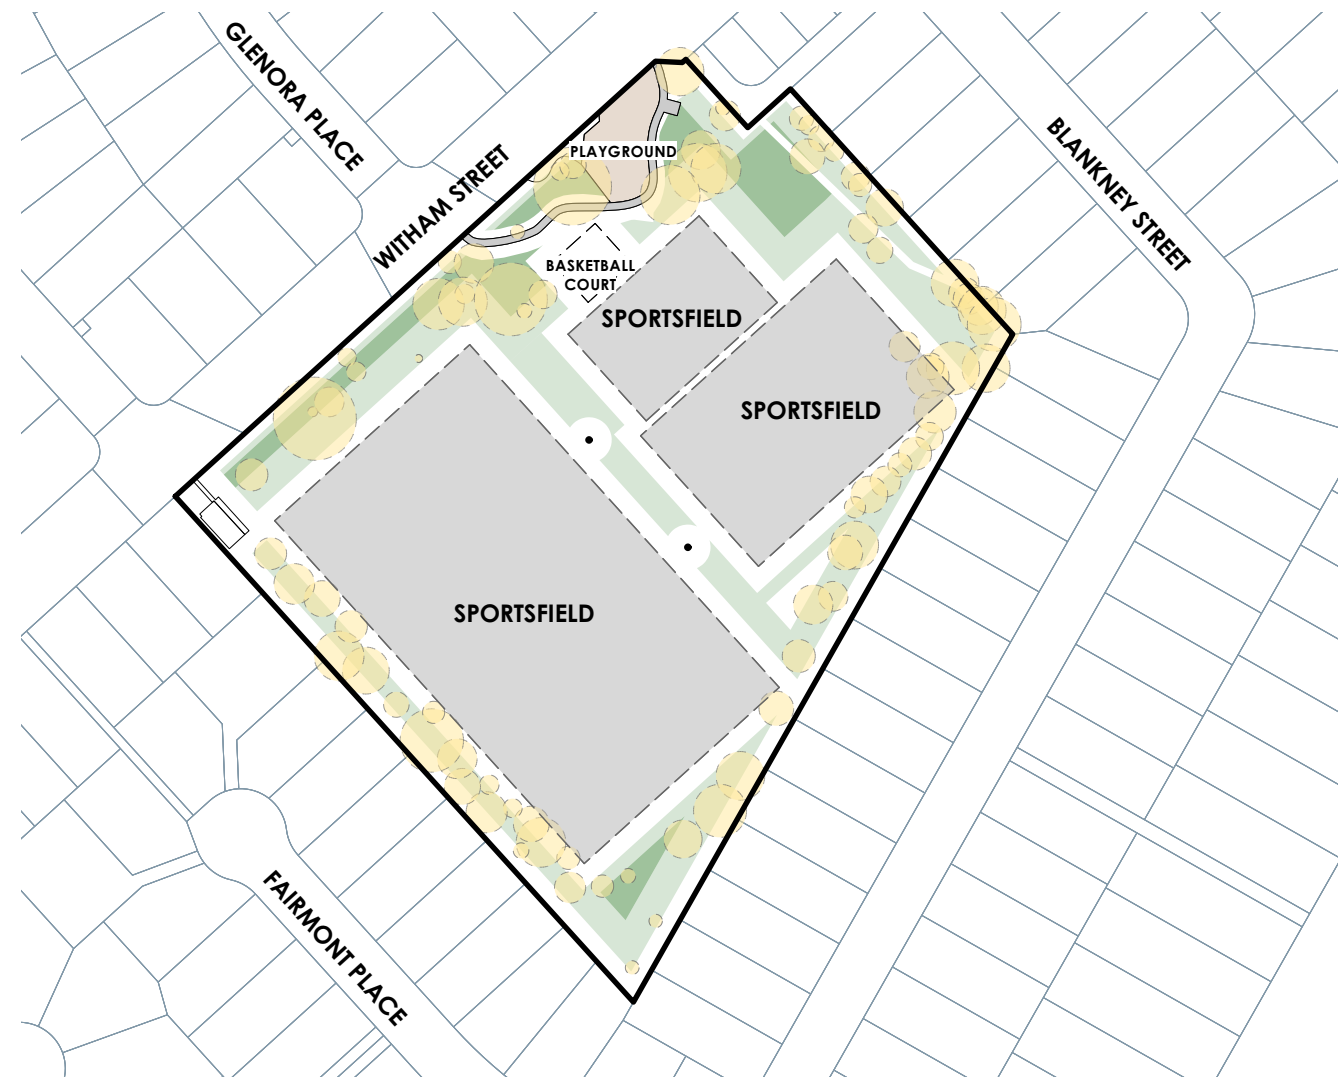 GLENORA PLACE
WITHAM STREET
PLAYGROUND
BLANKNEY STREET
BASKETBALL
COURT
SPORTSFIELD
SPORTSFIELD
SPORTSFIELD
FAIRMONT PLACE